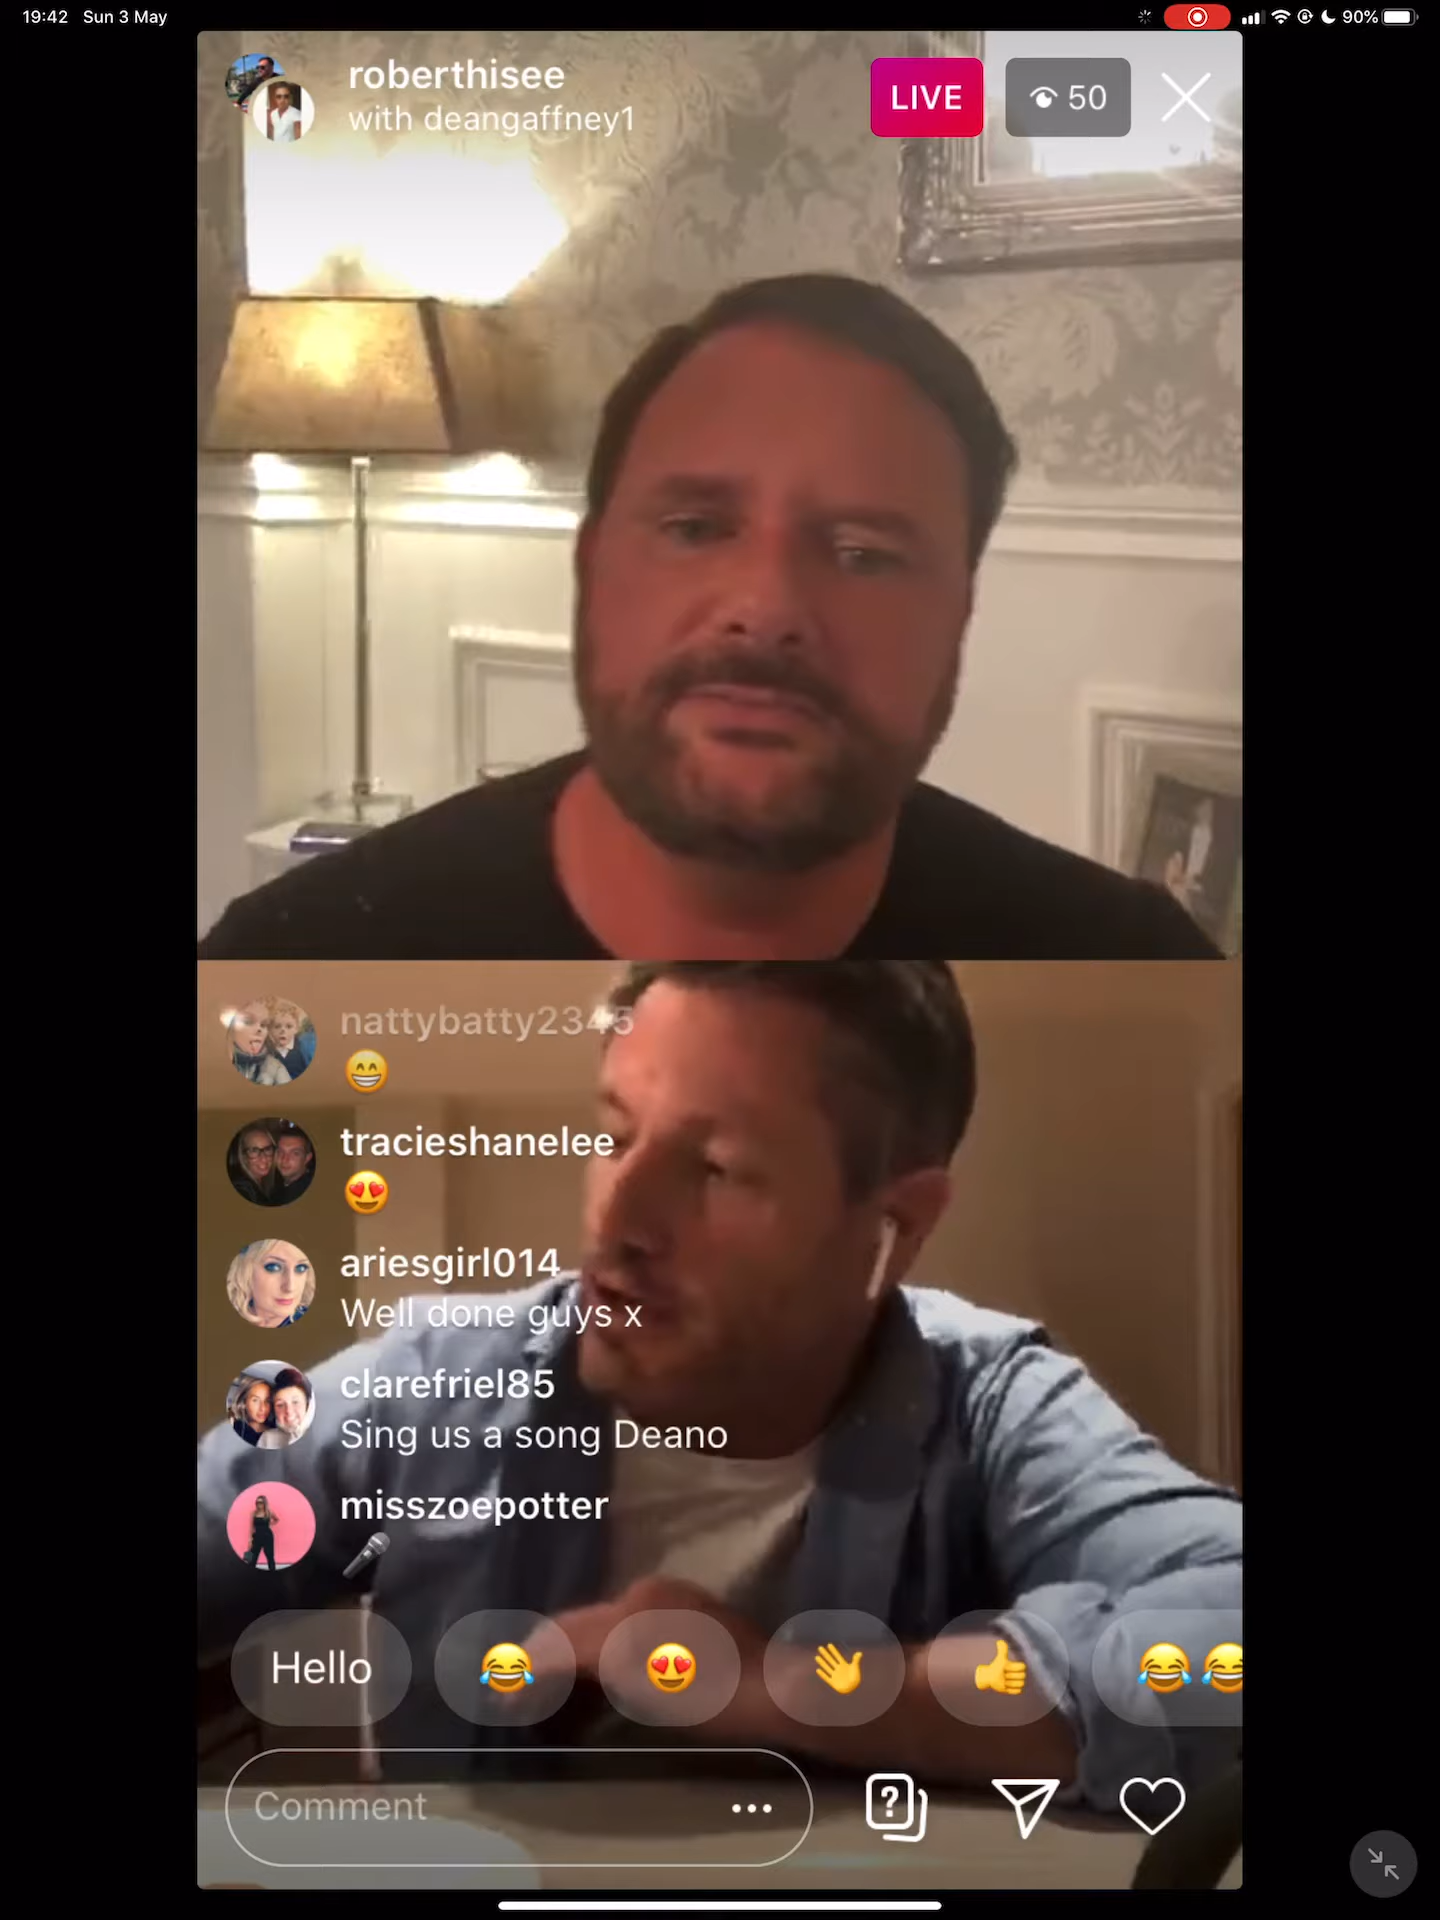 19:42 Sun 3 May
90%
roberthisee
with deangaffney1
LIVE
50
nattybatty2345
😁
tracieshanelee
😍
ariesgirl014
Well done guys x
clarefriel85
Sing us a song Deano
misszoepotter
🎤
Hello 😂 😍 👋 👍 😂😂
Comment